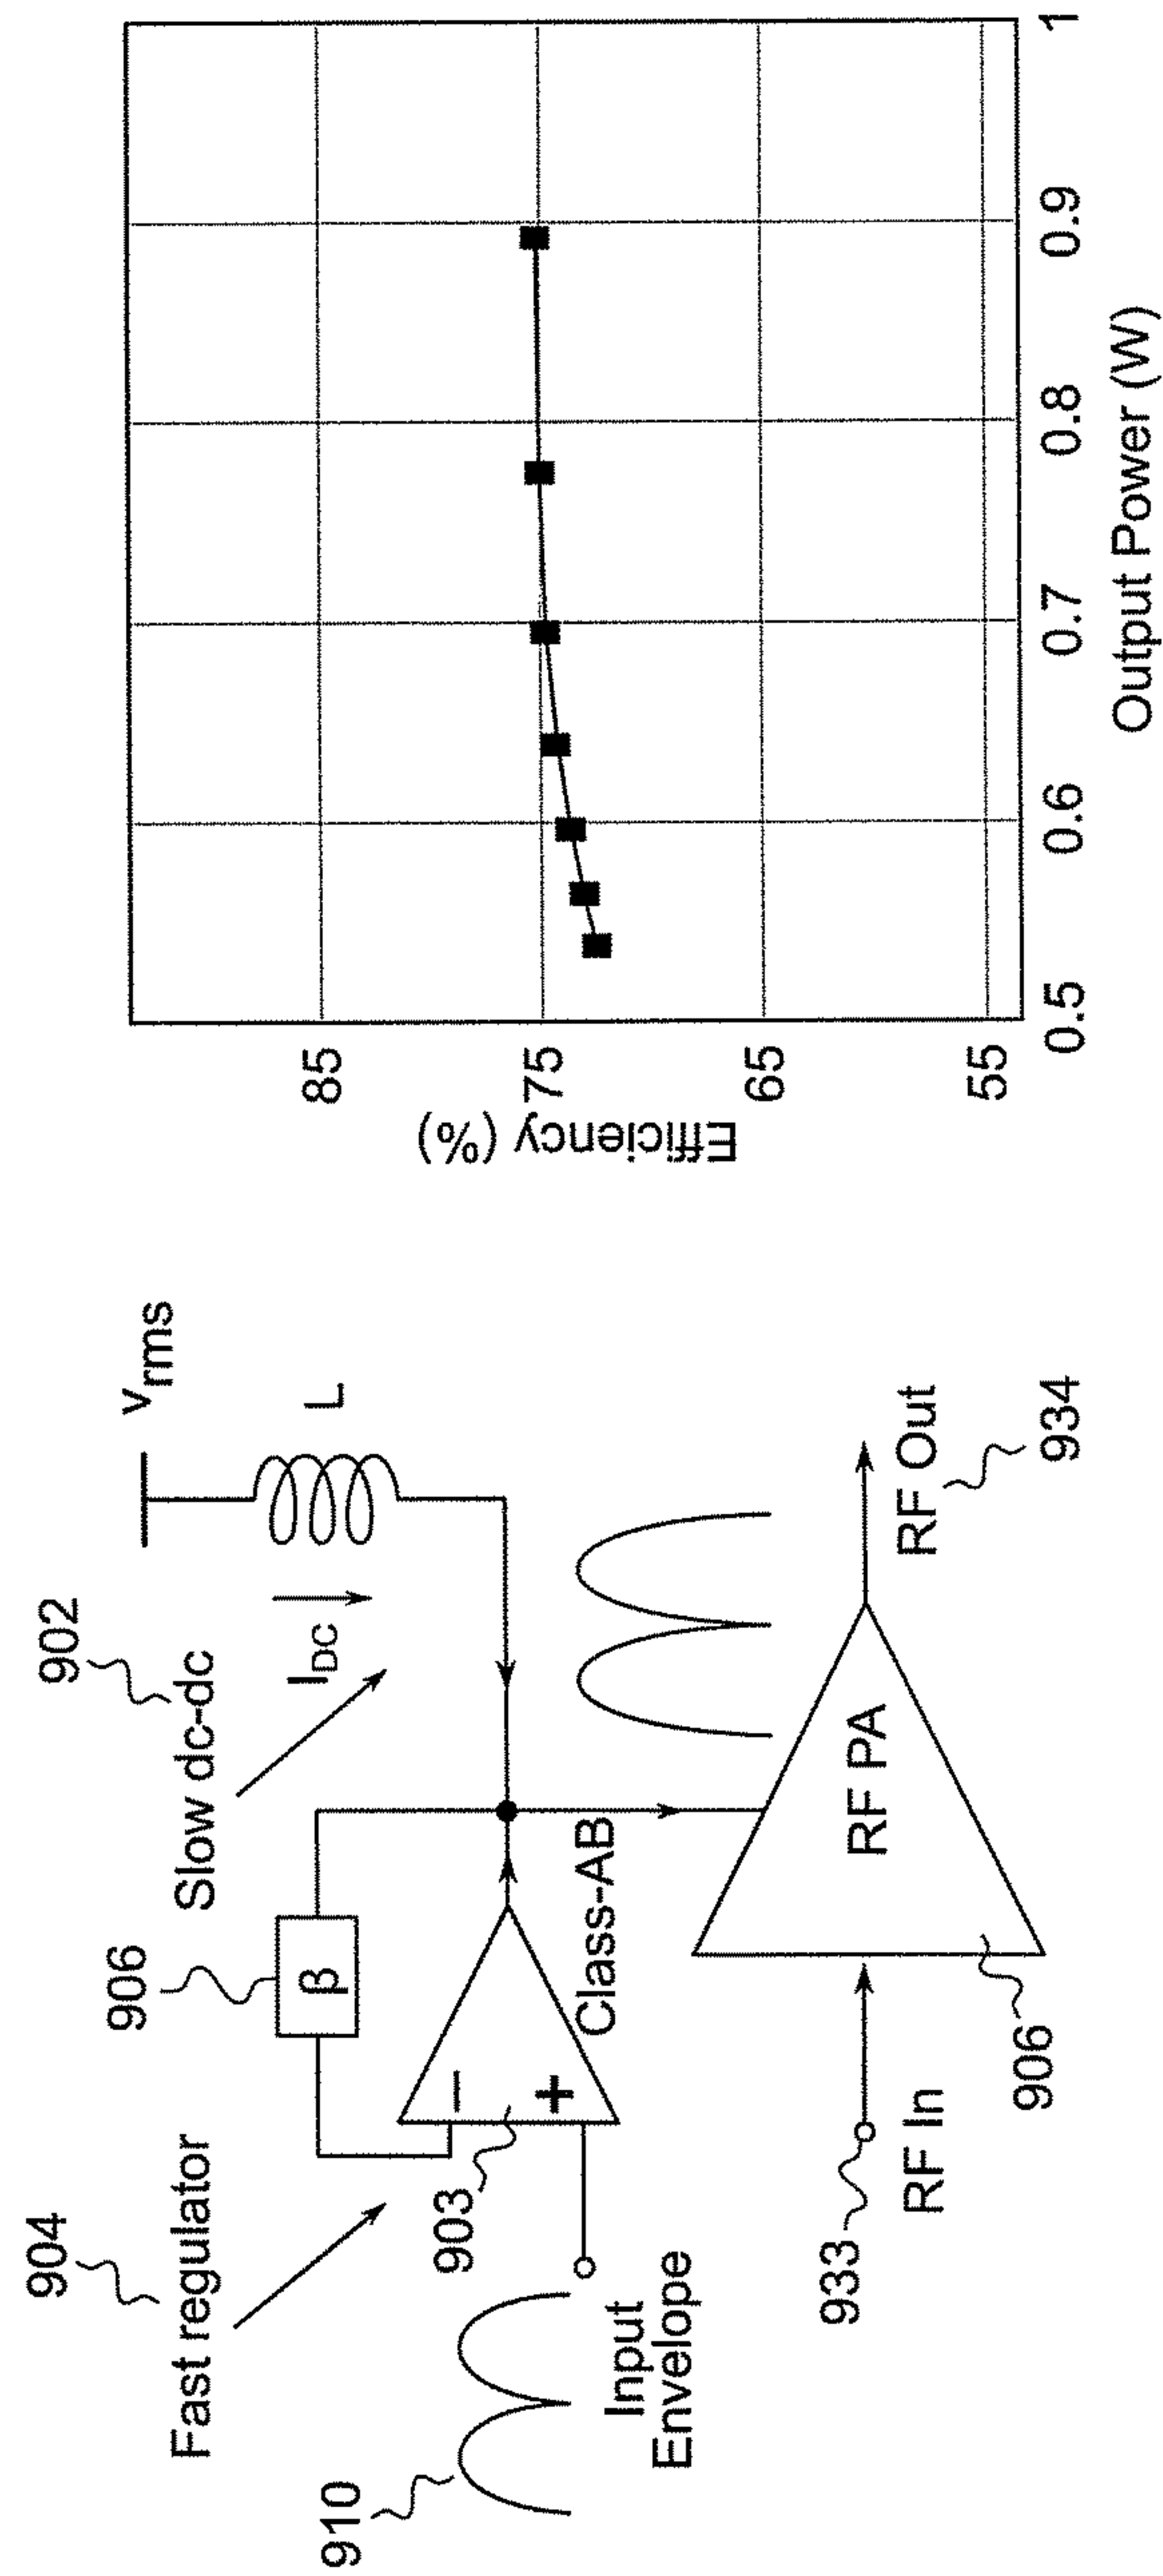 904
Fast regulator
906
β
902
Slow dc-dc
vrms
L
IDC
910
903
−
+
Class-AB
Input
Envelope
933
RF In
RF PA
906
RF Out
934
Efficiency (%)
85
75
65
55
0.5
0.6
0.7
0.8
0.9
1
Output Power (W)